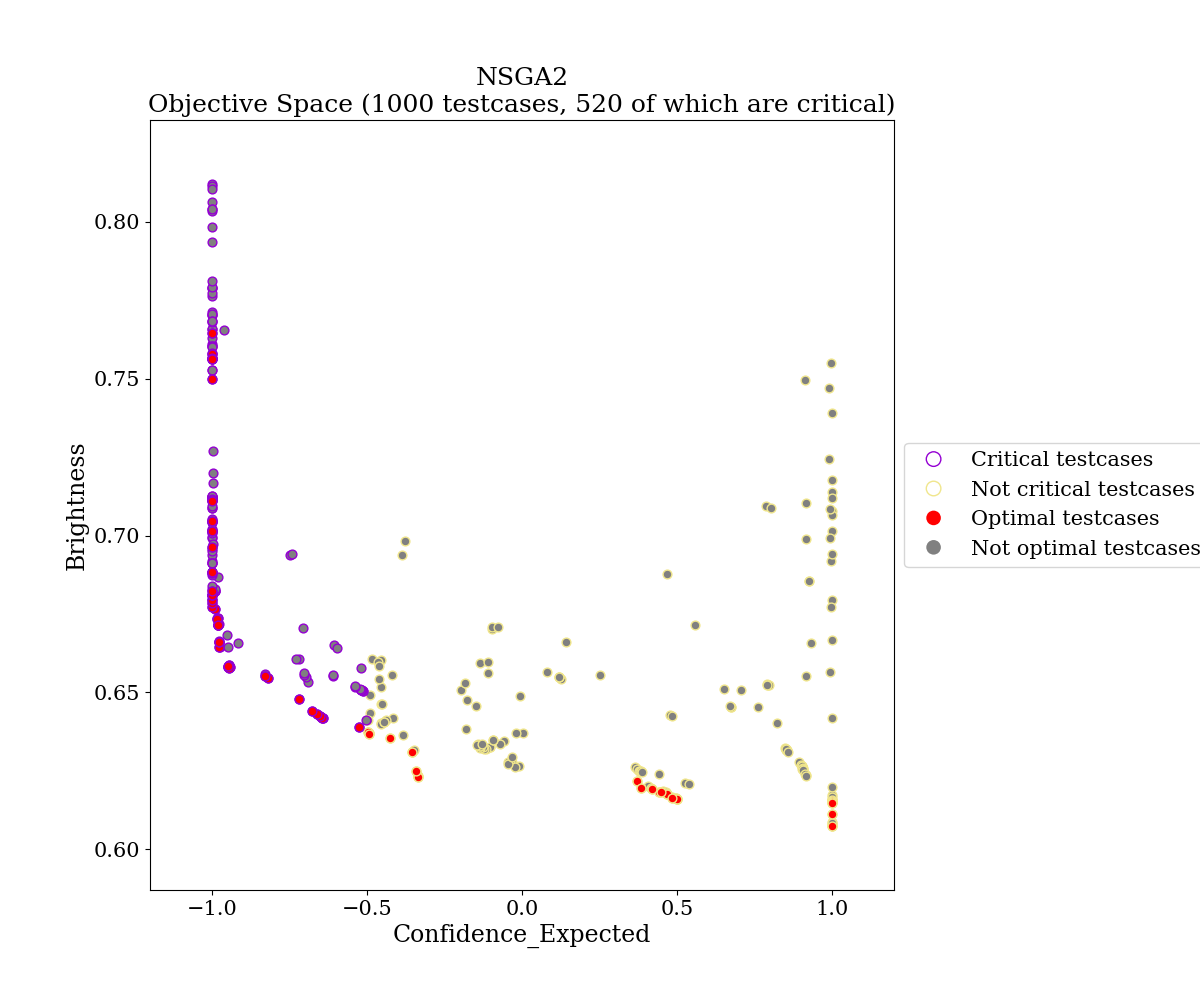 NSGA2
Objective Space (1000 testcases, 520 of which are critical)
0.80
0.75
0.70
0.65
0.60
Brightness
−1.0
−0.5
0.0
0.5
1.0
Confidence_Expected
Critical testcases
Not critical testcases
Optimal testcases
Not optimal testcases